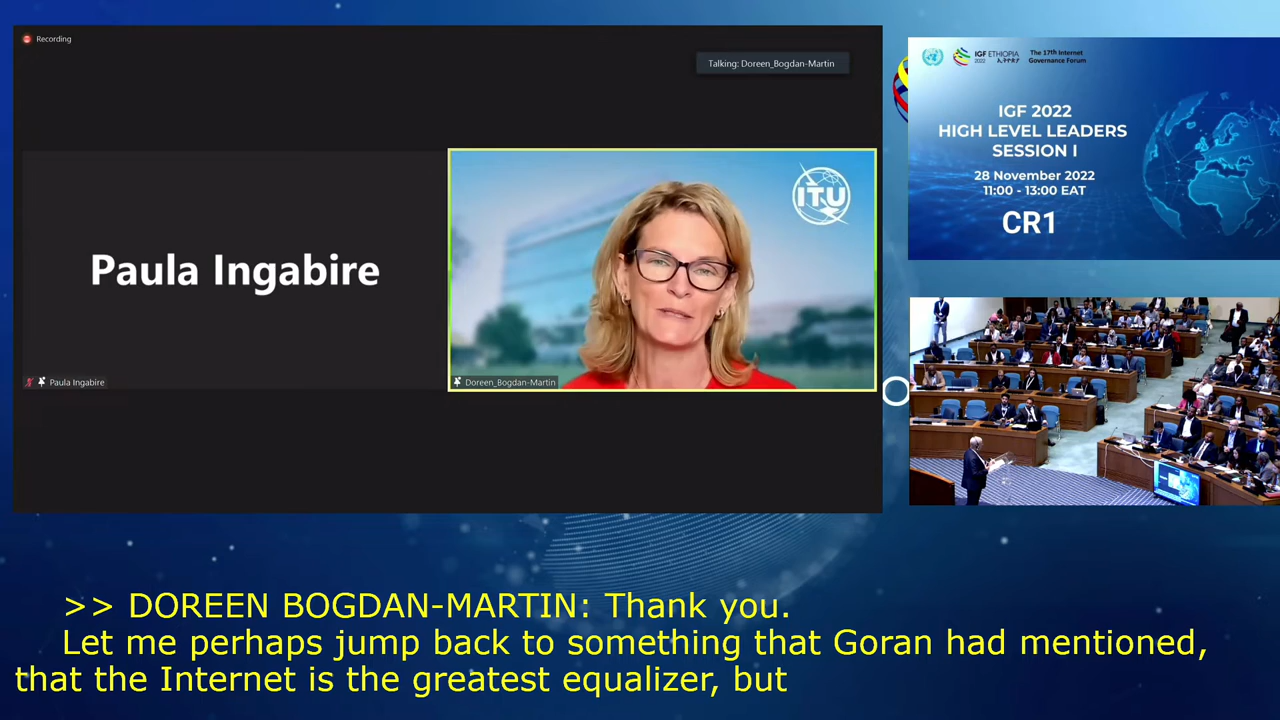 Recording
Talking: Doreen_Bogdan-Martin
Paula Ingabire
Paula Ingabire
ITU
Doreen_Bogdan-Martin
IGF ETHIOPIA
2022 ኢትዮጵያ
The 17th Internet
Governance Forum
IGF 2022
HIGH LEVEL LEADERS
SESSION I
28 November 2022
11:00 - 13:00 EAT
CR1
>> DOREEN BOGDAN-MARTIN: Thank you.
Let me perhaps jump back to something that Goran had mentioned,
that the Internet is the greatest equalizer, but